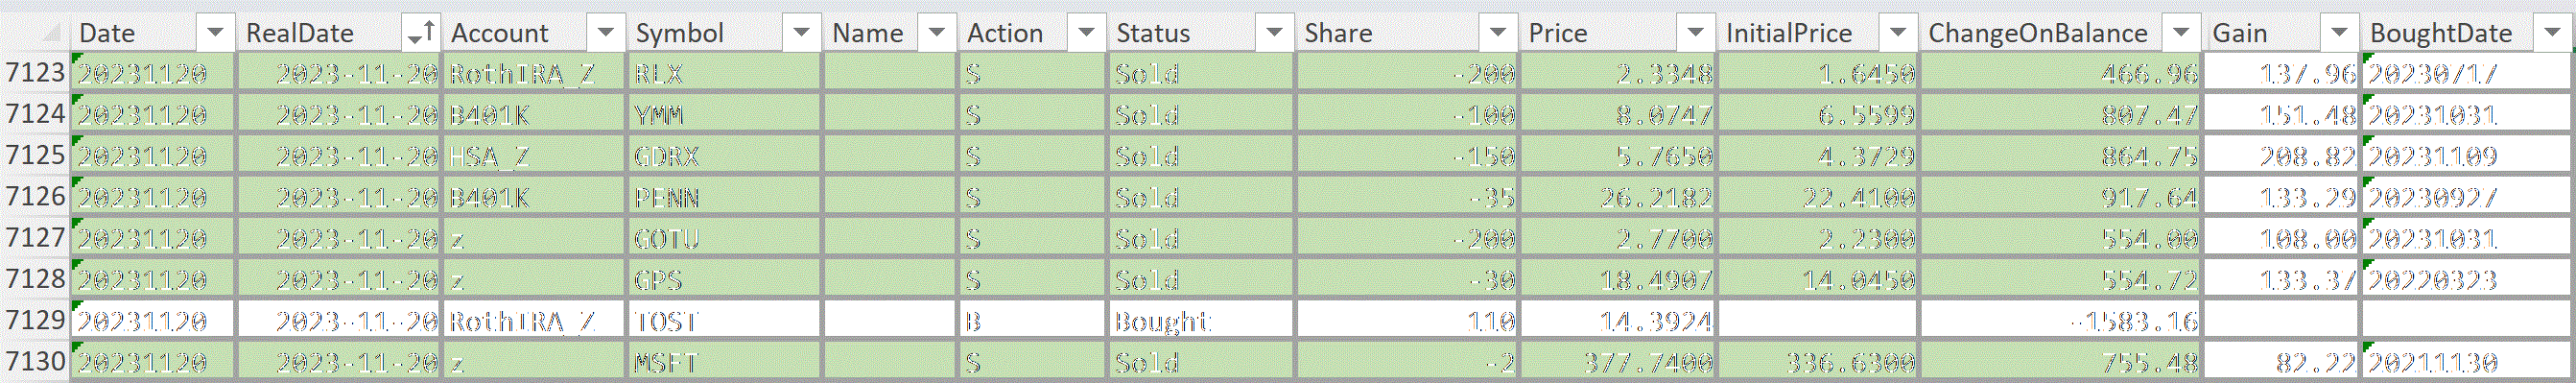 Date RealDate Account Symbol Name Action Status Share Price InitialPrice ChangeOnBalance Gain BoughtDate
7123 20231120 2023-11-20 RothIRA_Z RLX S Sold -200 2.3348 1.6450 466.96 137.96 20230717
7124 20231120 2023-11-20 B401K YMM S Sold -100 8.0747 6.5599 807.47 151.48 20231031
7125 20231120 2023-11-20 HSA_Z GDRX S Sold -150 5.7650 4.3729 864.75 208.82 20231109
7126 20231120 2023-11-20 B401K PENN S Sold -35 26.2182 22.4100 917.64 133.29 20230927
7127 20231120 2023-11-20 z GOTU S Sold -200 2.7700 2.2300 554.00 108.00 20231031
7128 20231120 2023-11-20 z GPS S Sold -30 18.4907 14.0450 554.72 133.37 20220323
7129 20231120 2023-11-20 RothIRA_Z TOST B Bought 110 14.3924 -1583.16
7130 20231120 2023-11-20 z MSFT S Sold -2 377.7400 336.6300 755.48 82.22 20211130